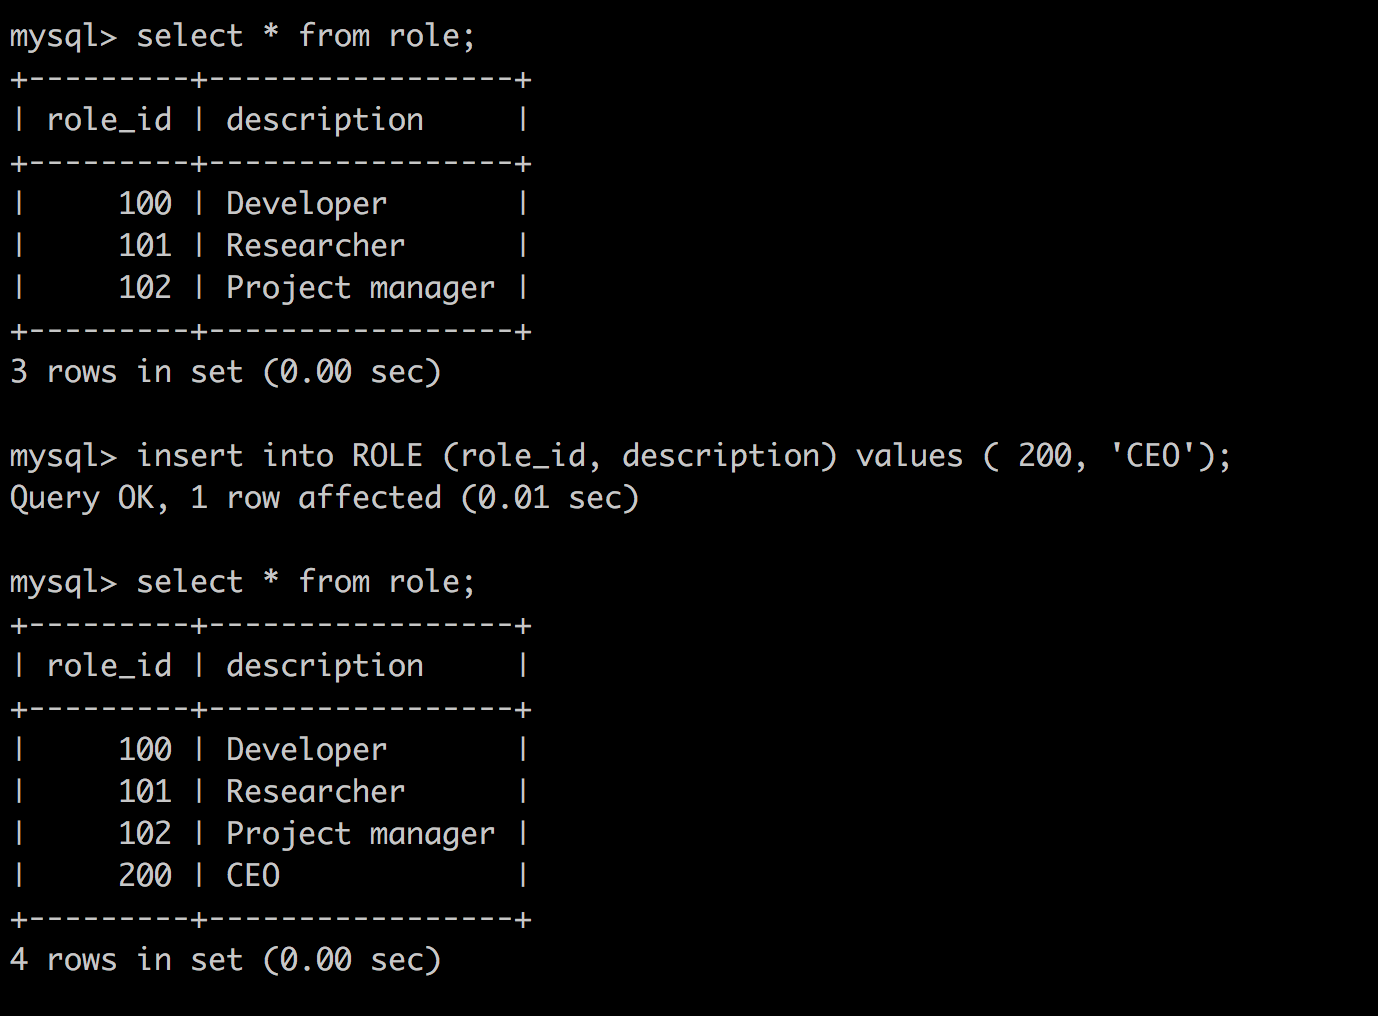 mysql> select * from role;
+---------+-----------------+
| role_id | description     |
+---------+-----------------+
|     100 | Developer       |
|     101 | Researcher      |
|     102 | Project manager |
+---------+-----------------+
3 rows in set (0.00 sec)

mysql> insert into ROLE (role_id, description) values ( 200, 'CEO');
Query OK, 1 row affected (0.01 sec)

mysql> select * from role;
+---------+-----------------+
| role_id | description     |
+---------+-----------------+
|     100 | Developer       |
|     101 | Researcher      |
|     102 | Project manager |
|     200 | CEO             |
+---------+-----------------+
4 rows in set (0.00 sec)